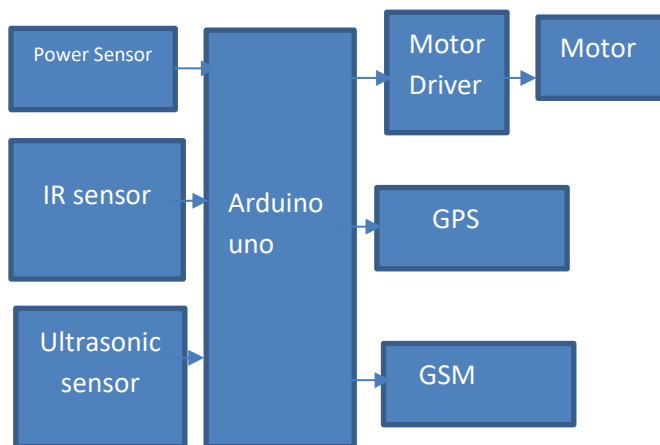 Power Sensor
IR sensor
Ultrasonic
sensor
Arduino
uno
Motor
Driver
Motor
GPS
GSM